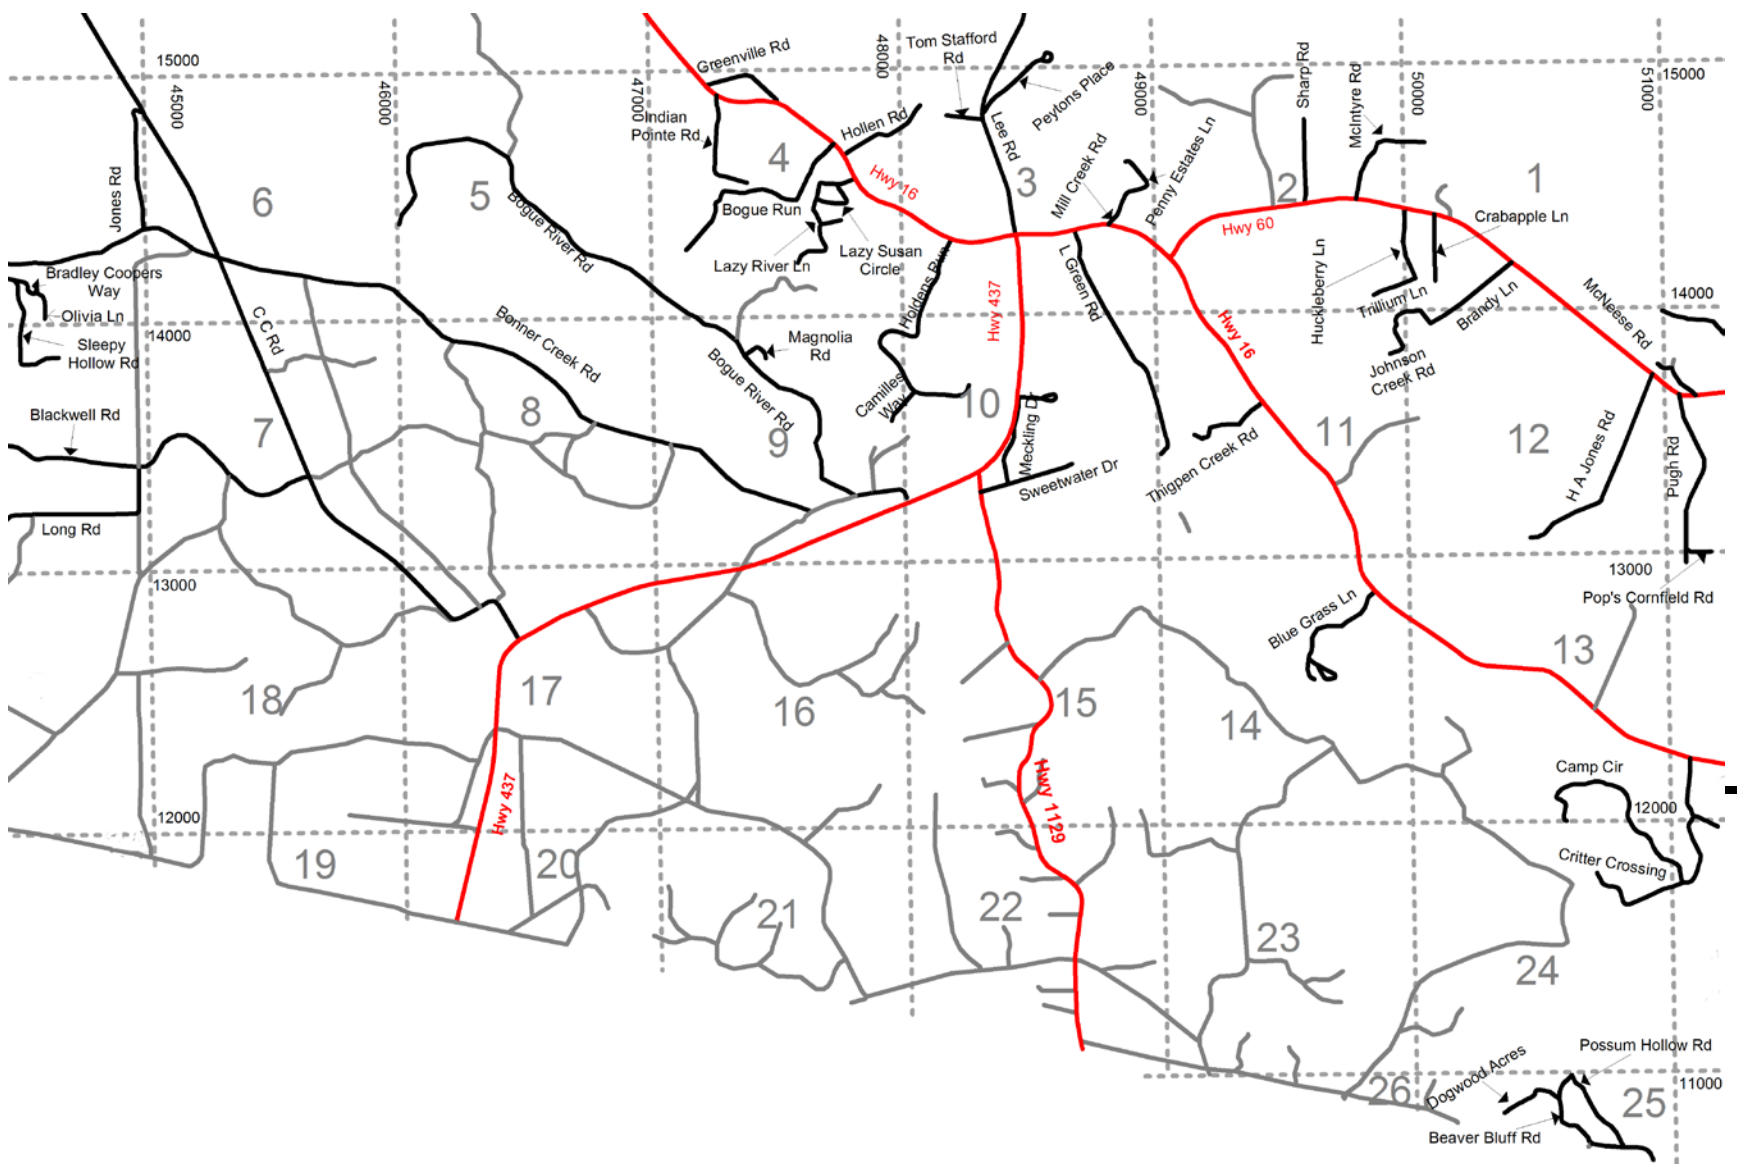 Tom Stafford
Rd
Greenville Rd
15000
48000
15000
Sharp Rd
McIntyre Rd
50000
51000
49000
45000
46000
47000
Peytons Place
Indian
Pointe Rd
Hollen Rd
Lee Rd
4
3
Mill Creek Rd
Penny Estates Ln
Jones Rd
6
5
Hwy 16
2
1
Bogue Run
Bogue River Rd
Crabapple Ln
Hwy 60
Lazy Susan
Circle
Lazy River Ln
Holdens Run
L Green Rd
Huckleberry Ln
Bradley Coopers
Way
Olivia Ln
Trillium Ln
Brandy Ln
McNeese Rd
14000
Hwy 437
C C Rd
Bonner Creek Rd
14000
Sleepy
Hollow Rd
Magnolia
Rd
Hwy 16
Johnson
Creek Rd
Bogue River Rd
Camilles
Way
10
Meckling Dr
Blackwell Rd
7
8
9
11
12
H A Jones Rd
Pugh Rd
Thigpen Creek Rd
Sweetwater Dr
Long Rd
13000
13000
Pop's Cornfield Rd
Blue Grass Ln
13
18
17
16
15
14
Hwy 437
Hwy 1129
Camp Cir
12000
12000
Critter Crossing
19
20
21
22
23
24
Possum Hollow Rd
Dogwood Acres
11000
26
25
Beaver Bluff Rd